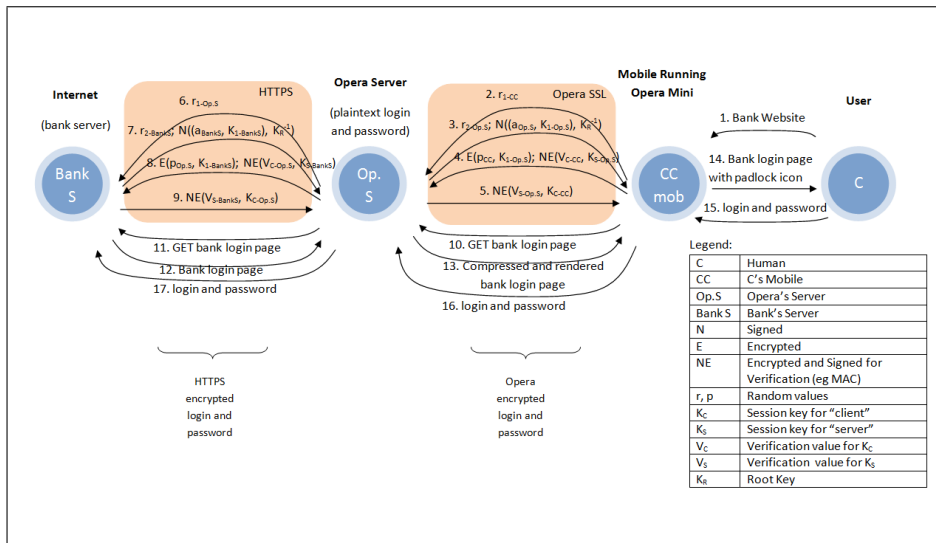 Internet
(bank server)
Bank
S
HTTPS
6. r1-Op.S
7. r2-BankS; N((aBankS, K1-BankS), KR-1)
8. E(pOp.S, K1-BankS); NE(VC-Op.S, KS-BankS)
9. NE(VS-BankS, KC-Op.S)
11. GET bank login page
12. Bank login page
17. login and password
HTTPS
encrypted
login and
password
Opera Server
(plaintext login
and password)
Op.
S
2. r1-CC
Opera SSL
3. r2-Op.S; N((aOp.S, K1-Op.S), KR-1)
4. E(pCC, K1-Op.S); NE(VC-CC, KS-Op.S)
5. NE(VS-Op.S, KC-CC)
10. GET bank login page
13. Compressed and rendered
bank login page
16. login and password
Opera
encrypted
login and
password
Mobile Running
Opera Mini
CC
mob
User
1. Bank Website
14. Bank login page
with padlock icon
15. login and password
C
Legend:
C Human
CC C's Mobile
Op.S Opera's Server
Bank S Bank's Server
N Signed
E Encrypted
NE Encrypted and Signed for
Verification (eg MAC)
r, p Random values
KC Session key for “client”
KS Session key for “server”
VC Verification value for KC
VS Verification value for KS
KR Root Key